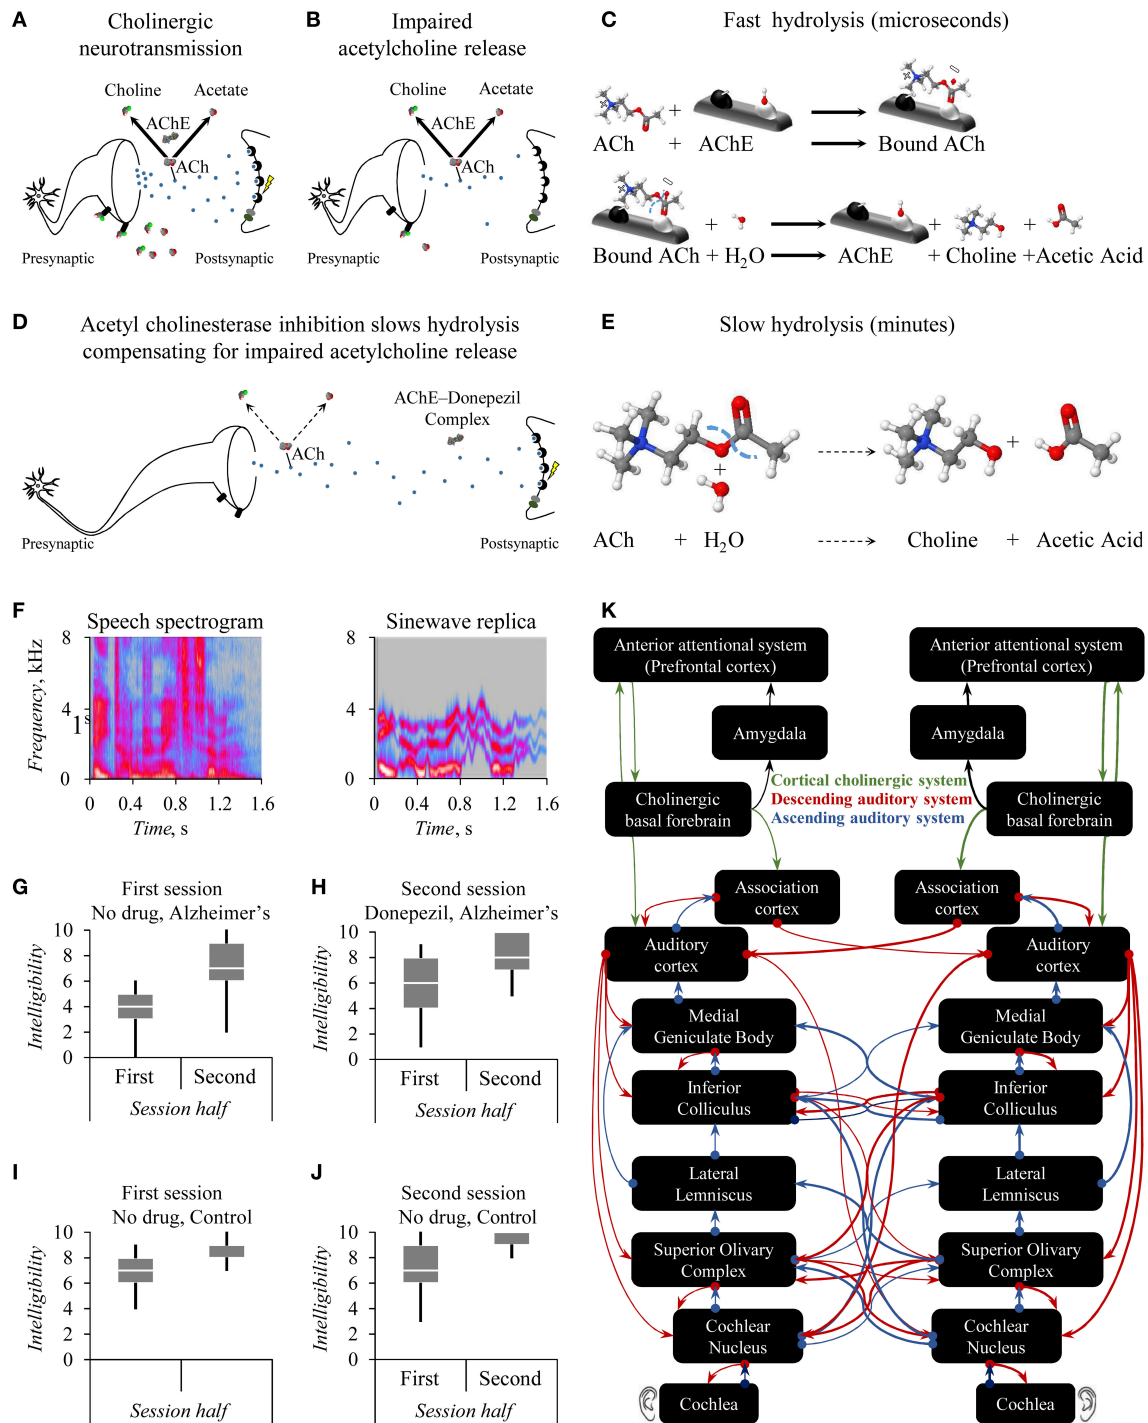 A
Cholinergic
neurotransmission
Choline
Acetate
AChE
ACh
Presynaptic
Postsynaptic
B
Impaired
acetylcholine release
Choline
Acetate
AChE
ACh
Presynaptic
Postsynaptic
C
Fast hydrolysis (microseconds)
+
ACh + AChE Bound ACh
+ + +
Bound ACh + H2O AChE + Choline +Acetic Acid
D
Acetyl cholinesterase inhibition slows hydrolysis
compensating for impaired acetylcholine release
AChE–Donepezil
Complex
ACh
Presynaptic
Postsynaptic
E
Slow hydrolysis (minutes)
+ +
ACh + H2O Choline + Acetic Acid
F
Speech spectrogram
Frequency, kHz
8
4
1s
0
0 0.4 0.8 1.2 1.6
Time, s
Sinewave replica
8
4
0
0 0.4 0.8 1.2 1.6
Time, s
G
First session
No drug, Alzheimer's
Intelligibility
10
8
6
4
2
0
First Second
Session half
H
Second session
Donepezil, Alzheimer's
Intelligibility
10
8
6
4
2
0
First Second
Session half
I
First session
No drug, Control
Intelligibility
10
8
6
4
2
0
Session half
J
Second session
No drug, Control
Intelligibility
10
8
6
4
2
0
First Second
Session half
K
Anterior attentional system
(Prefrontal cortex)
Anterior attentional system
(Prefrontal cortex)
Amygdala
Amygdala
Cortical cholinergic system
Descending auditory system
Ascending auditory system
Cholinergic
basal forebrain
Cholinergic
basal forebrain
Association
cortex
Association
cortex
Auditory
cortex
Auditory
cortex
Medial
Geniculate Body
Medial
Geniculate Body
Inferior
Colliculus
Inferior
Colliculus
Lateral
Lemniscus
Lateral
Lemniscus
Superior Olivary
Complex
Superior Olivary
Complex
Cochlear
Nucleus
Cochlear
Nucleus
Cochlea
Cochlea